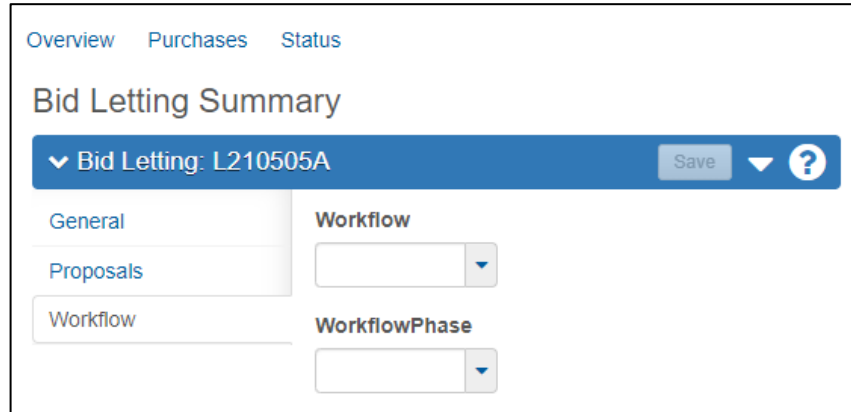 Overview Purchases Status
Bid Letting Summary
Bid Letting: L210505A Save ?
General
Proposals
Workflow
Workflow
WorkflowPhase